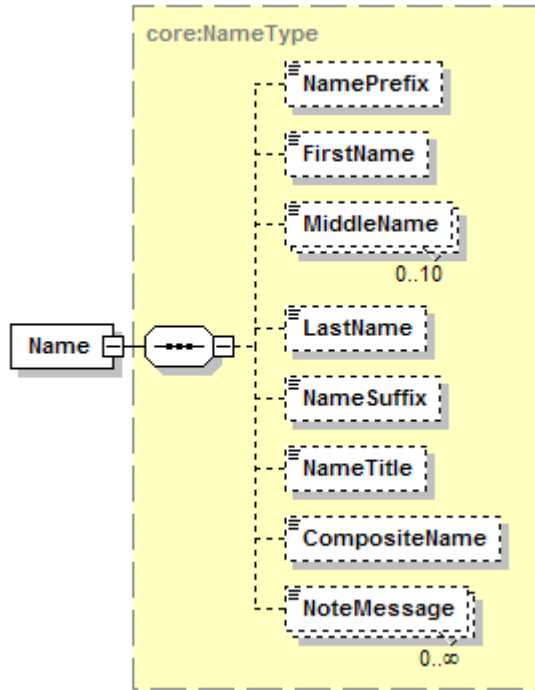 core:NameType
NamePrefix
FirstName
MiddleName
0..10
Name
LastName
NameSuffix
NameTitle
CompositeName
NoteMessage
0..∞